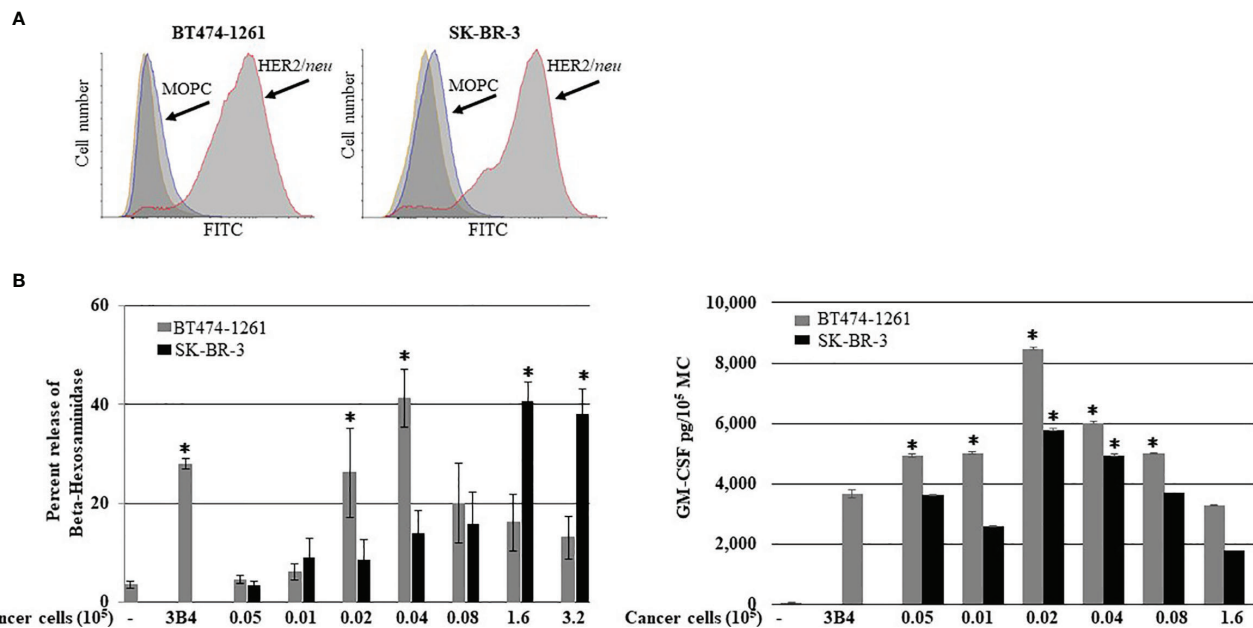 A
BT474-1261
SK-BR-3
Cell number
MOPC
HER2/neu
FITC
Cell number
MOPC
HER2/neu
FITC
B
Percent release of
Beta-Hexosaminidase
60
40
20
0
BT474-1261
SK-BR-3
*
*
*
*
*
ancer cells (10⁵) - 3B4 0.05 0.01 0.02 0.04 0.08 1.6 3.2
GM-CSF pg/10⁵ MC
10,000
8,000
6,000
4,000
2,000
0
BT474-1261
SK-BR-3
*
*
*
*
*
*
*
Cancer cells (10⁵) - 3B4 0.05 0.01 0.02 0.04 0.08 1.6